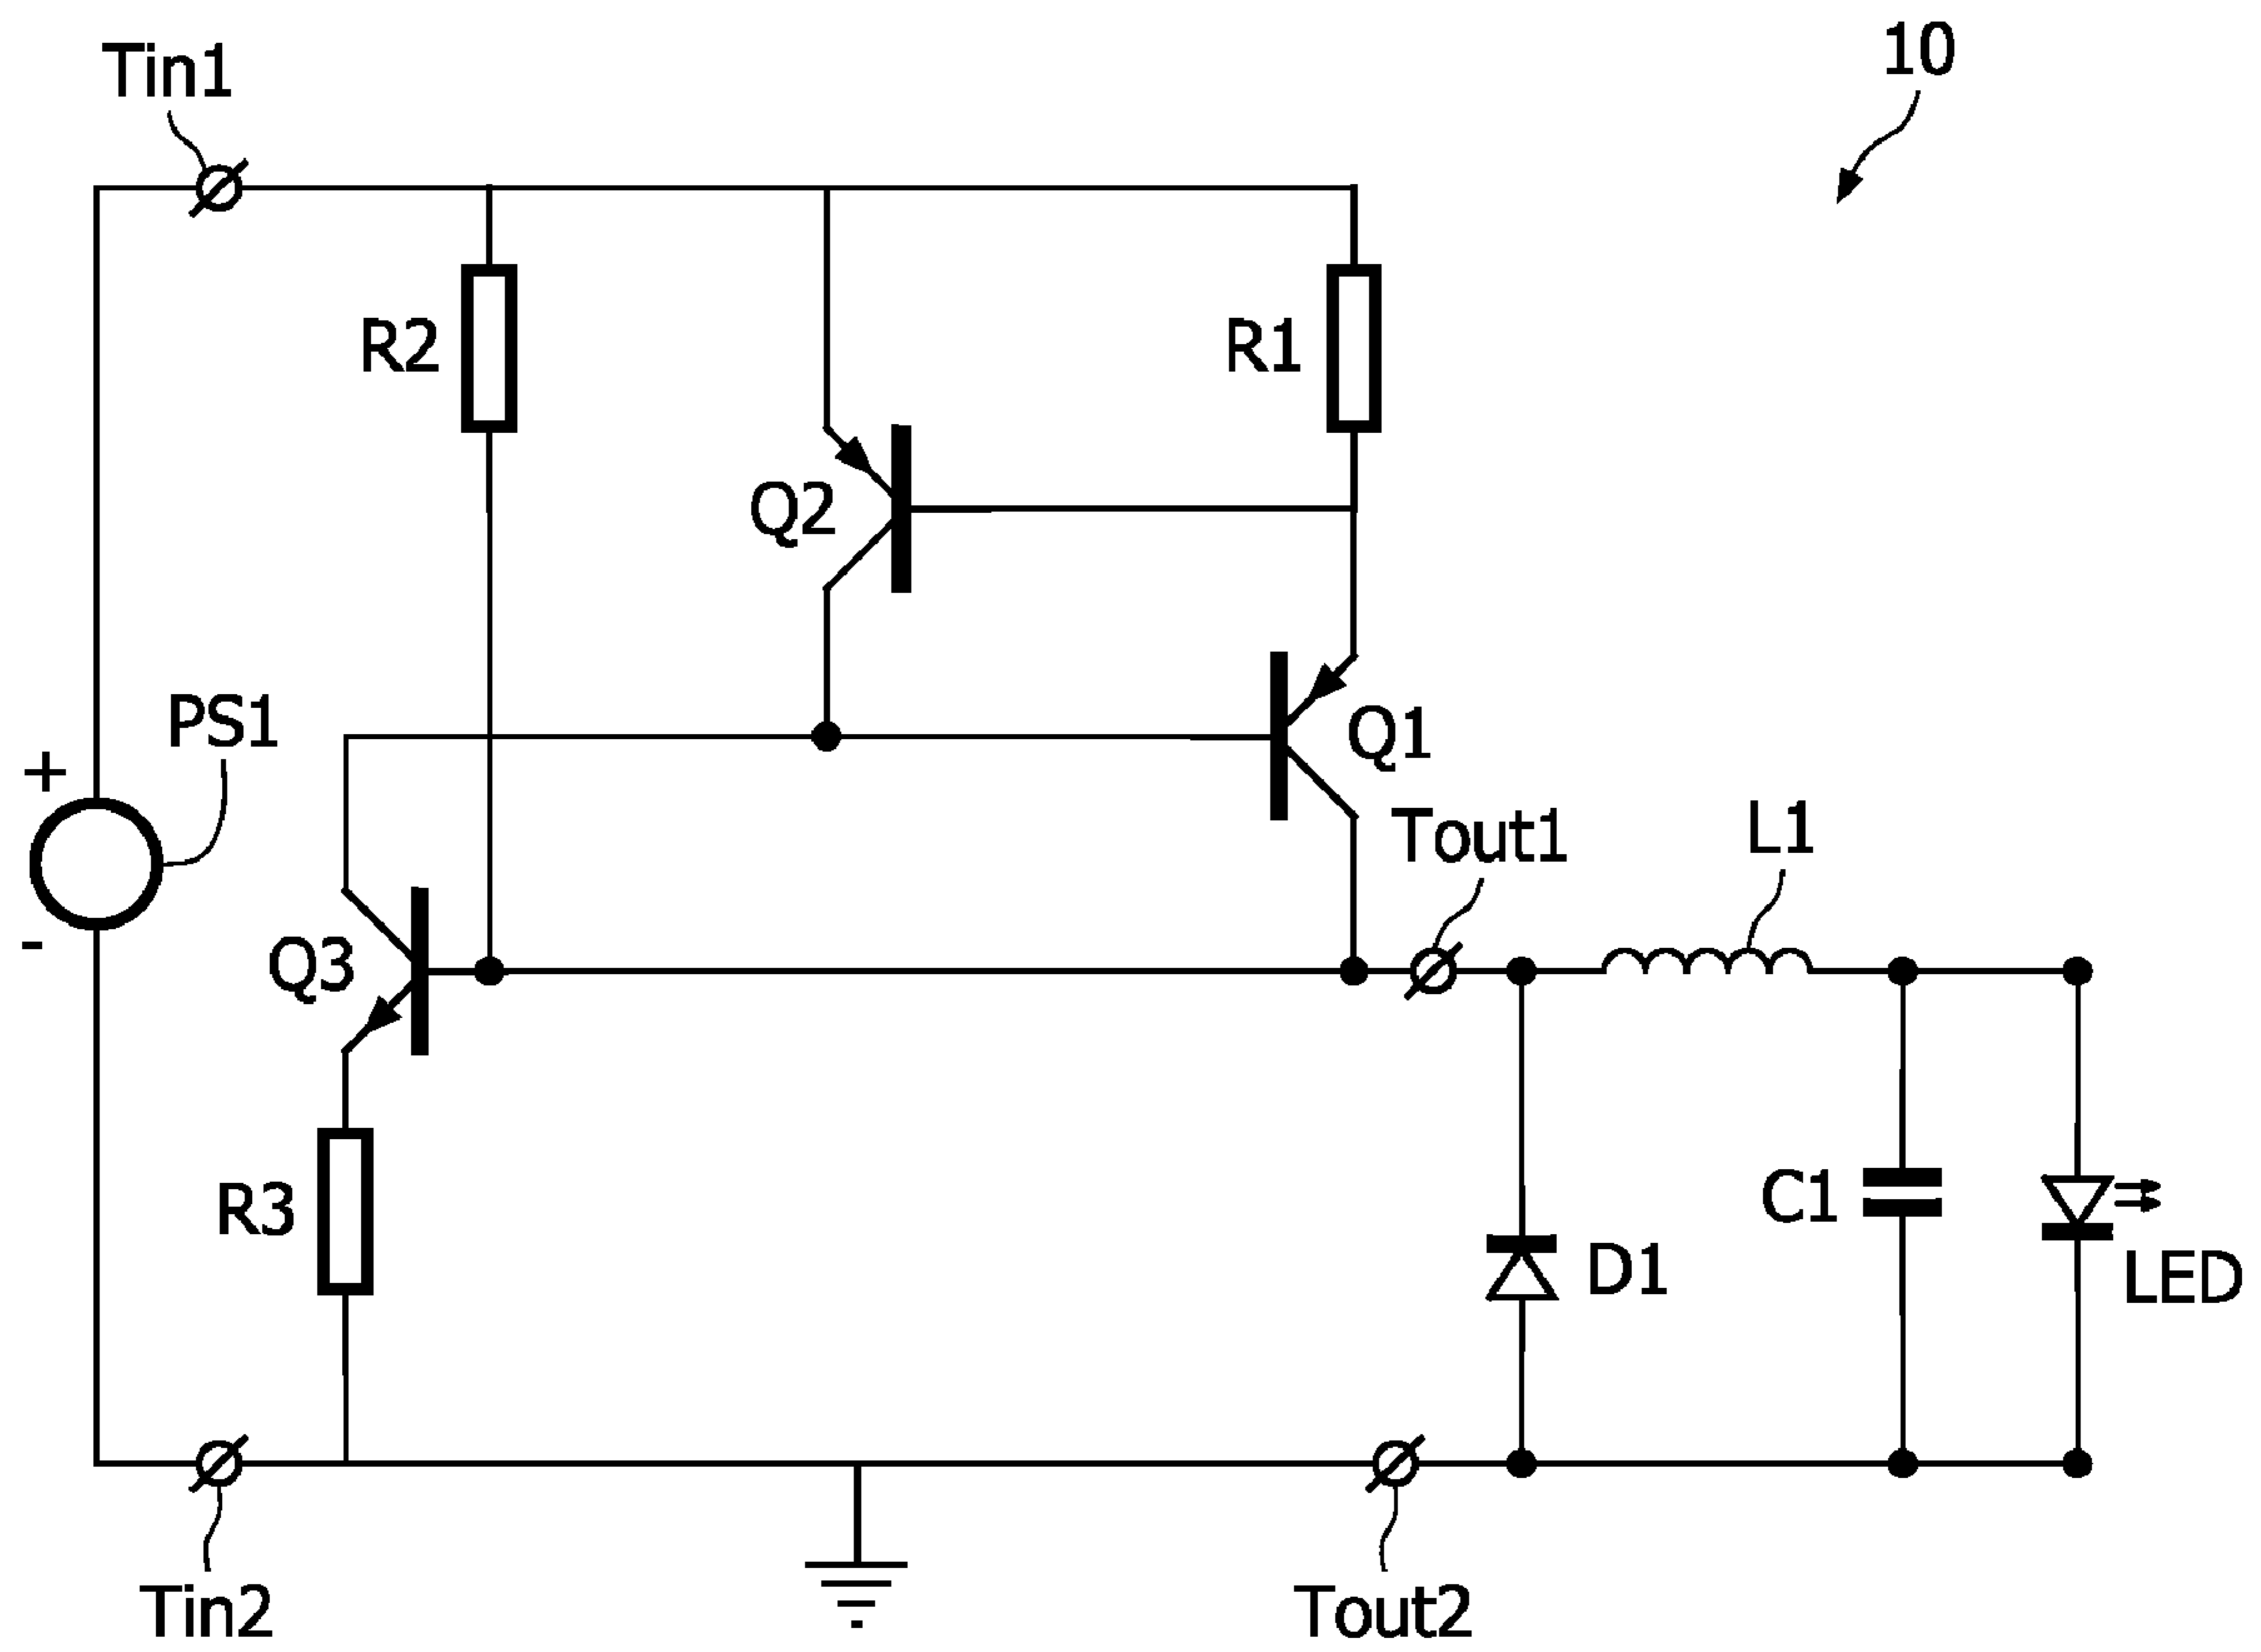 Tin1
10
R2
R1
Q2
PS1
+
Q1
Tout1
L1
-
Q3
R3
C1
D1
LED
Tin2
Tout2